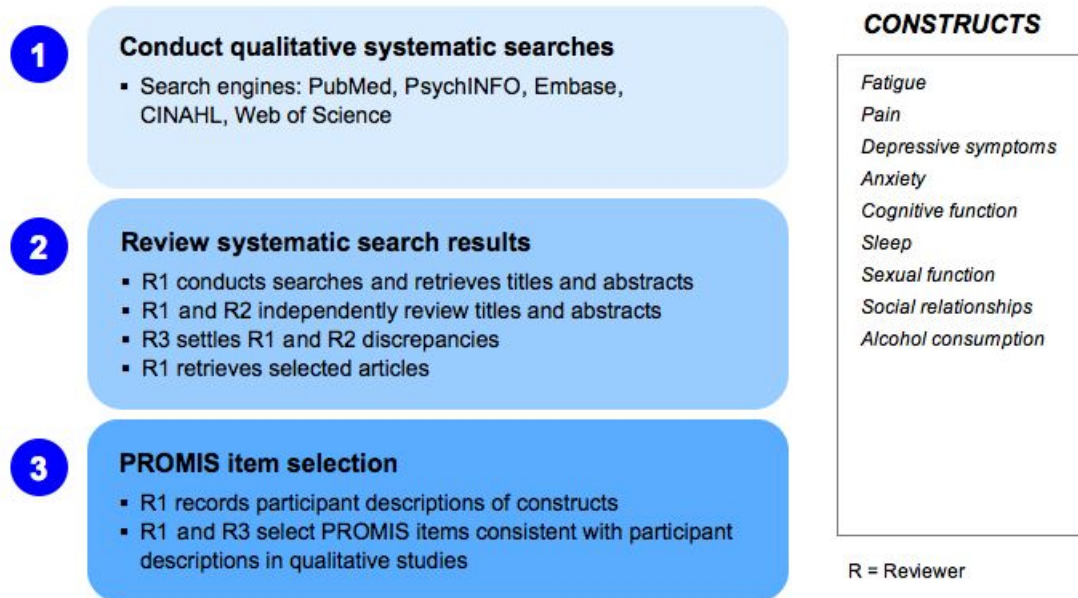 1
Conduct qualitative systematic searches
▪ Search engines: PubMed, PsychINFO, Embase,
CINAHL, Web of Science
2
Review systematic search results
▪ R1 conducts searches and retrieves titles and abstracts
▪ R1 and R2 independently review titles and abstracts
▪ R3 settles R1 and R2 discrepancies
▪ R1 retrieves selected articles
3
PROMIS item selection
▪ R1 records participant descriptions of constructs
▪ R1 and R3 select PROMIS items consistent with participant
descriptions in qualitative studies
CONSTRUCTS
Fatigue
Pain
Depressive symptoms
Anxiety
Cognitive function
Sleep
Sexual function
Social relationships
Alcohol consumption
R = Reviewer